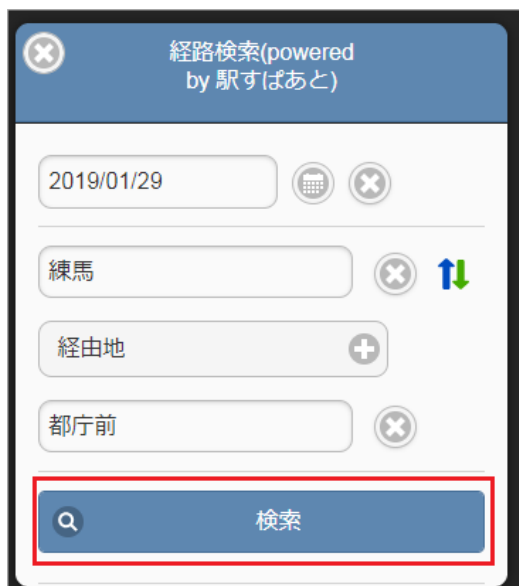 経路検索(powered
by 駅すぱあと)
2019/01/29
練馬
経由地
都庁前
検索